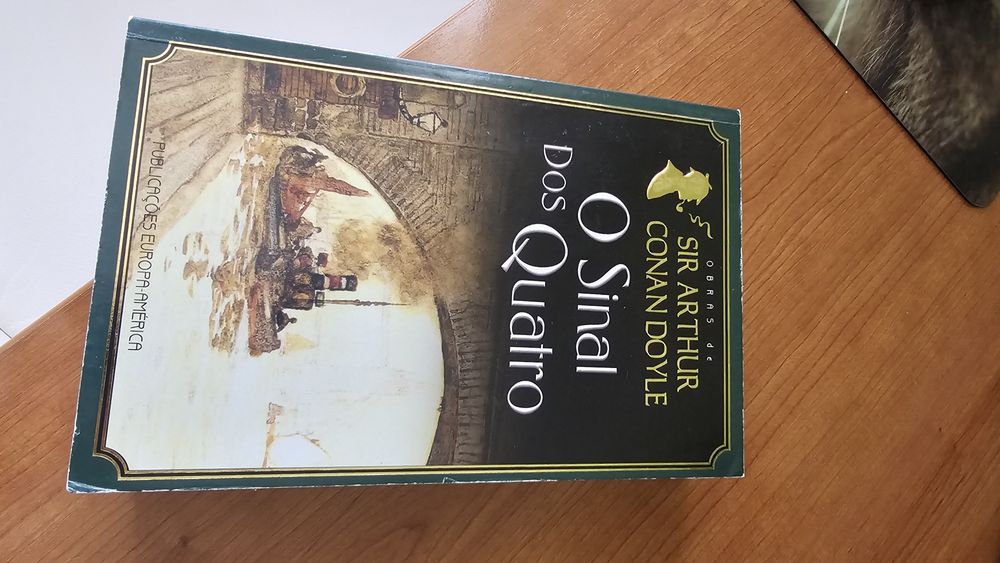 OBRAS de
SIR ARTHUR
CONAN DOYLE
O Sinal
DOS QUATRO
PUBLICAÇÕES EUROPA-AMÉRICA